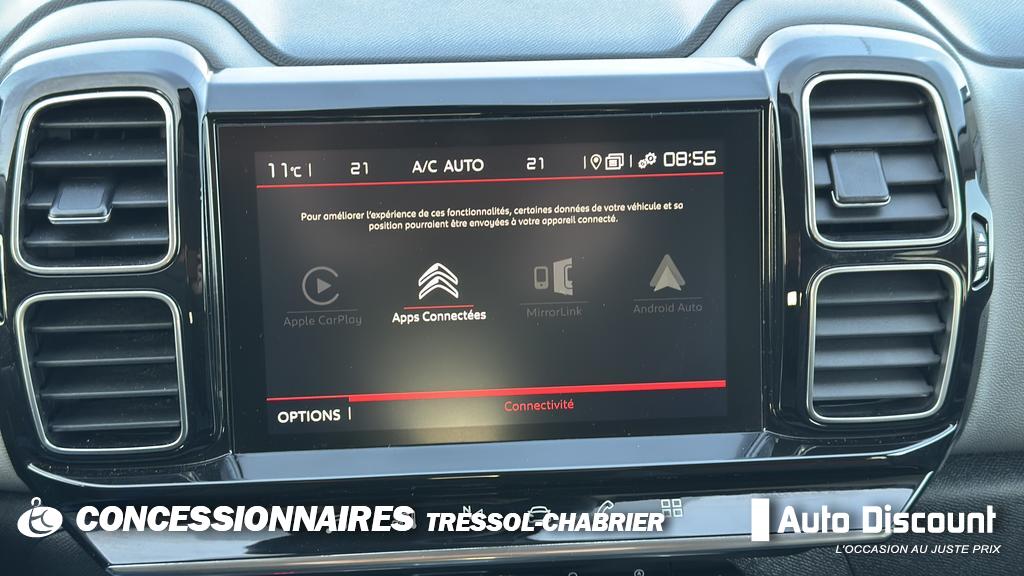 11°C | 21 A/C AUTO 21 08:56
Pour améliorer l'expérience de ces fonctionnalités, certaines données de votre véhicule et sa
position pourraient être envoyées à votre appareil connecté.
Apple CarPlay Apps Connectées MirrorLink Android Auto
OPTIONS | Connectivité
CONCESSIONNAIRES TRESSOL-CHABRIER
Auto Discount
L'OCCASION AU JUSTE PRIX